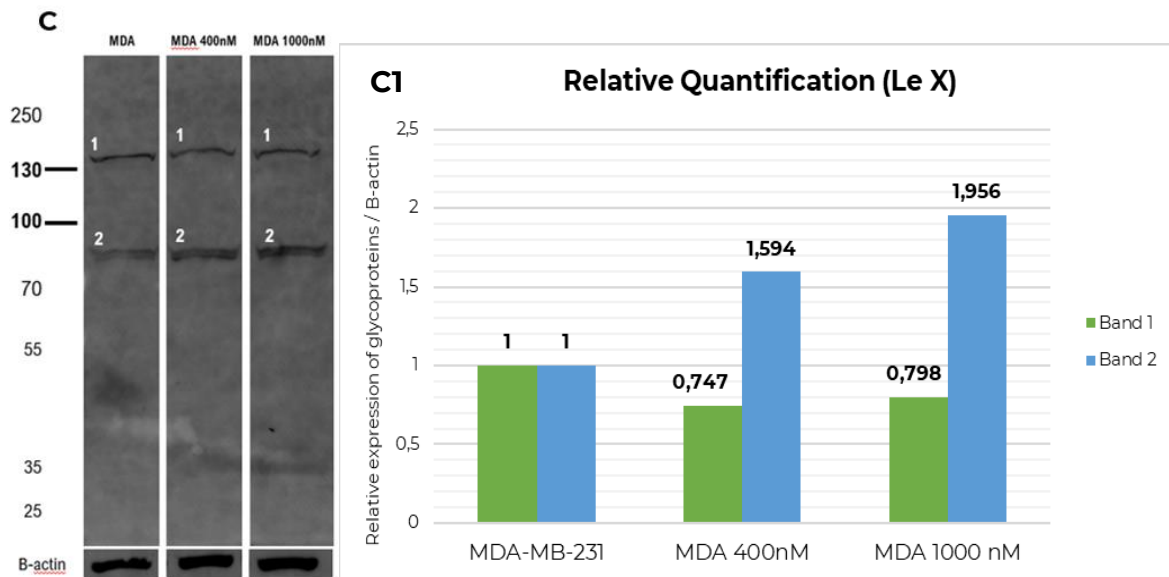 C
MDA
MDA 400nM
MDA 1000nM
250
130
100
70
55
35
25
1
1
1
2
2
2
B-actin
C1
Relative Quantification (Le X)
Relative expression of glycoproteins / B-actin
2,5
2
1,5
1
0,5
0
1
1
0,747
1,594
0,798
1,956
MDA-MB-231
MDA 400nM
MDA 1000 nM
Band 1
Band 2